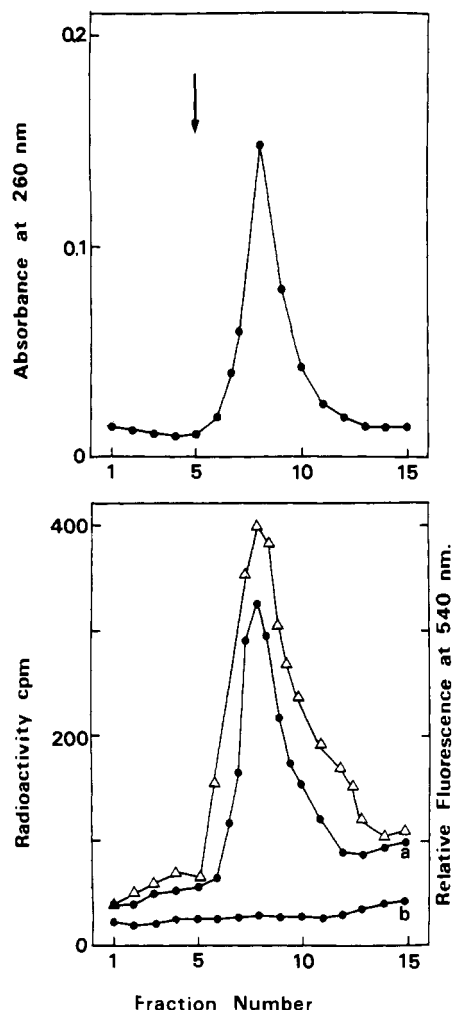 Absorbance at 260 nm
0.2
0.1
0
1 5 10 15
Radioactivity cpm
400
200
0
a
b
1 5 10 15
Relative Fluorescence at 540 nm.
Fraction Number